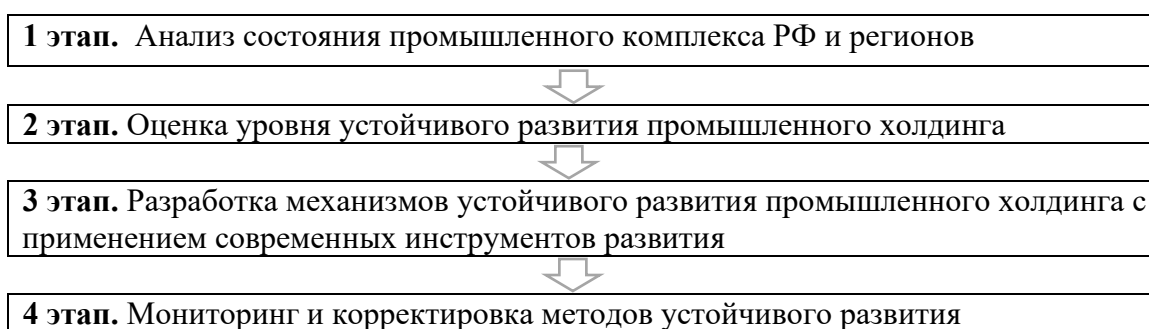 1 этап. Анализ состояния промышленного комплекса РФ и регионов
2 этап. Оценка уровня устойчивого развития промышленного холдинга
3 этап. Разработка механизмов устойчивого развития промышленного холдинга с
применением современных инструментов развития
4 этап. Мониторинг и корректировка методов устойчивого развития